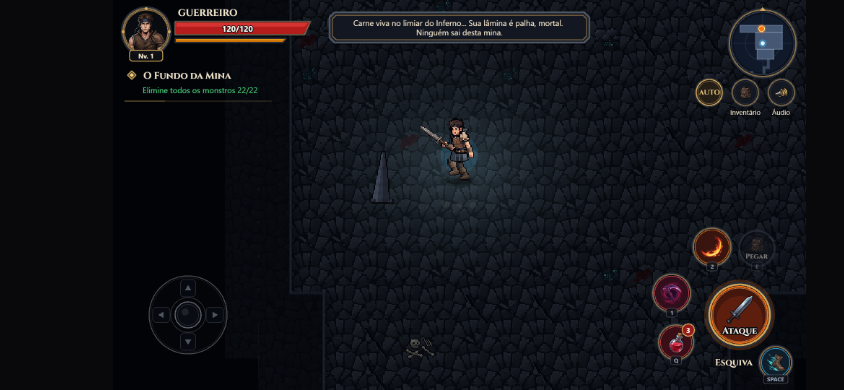 GUERREIRO
120/120
Nv. 1
O Fundo da Mina
Elimine todos os monstros 22/22
Carne viva no limiar do Inferno... Sua lâmina é palha, mortal.
Ninguém sai desta mina.
AUTO
Inventário
Áudio
2
PEGAR
1
3
Q
ATAQUE
ESQUIVA
SPACE